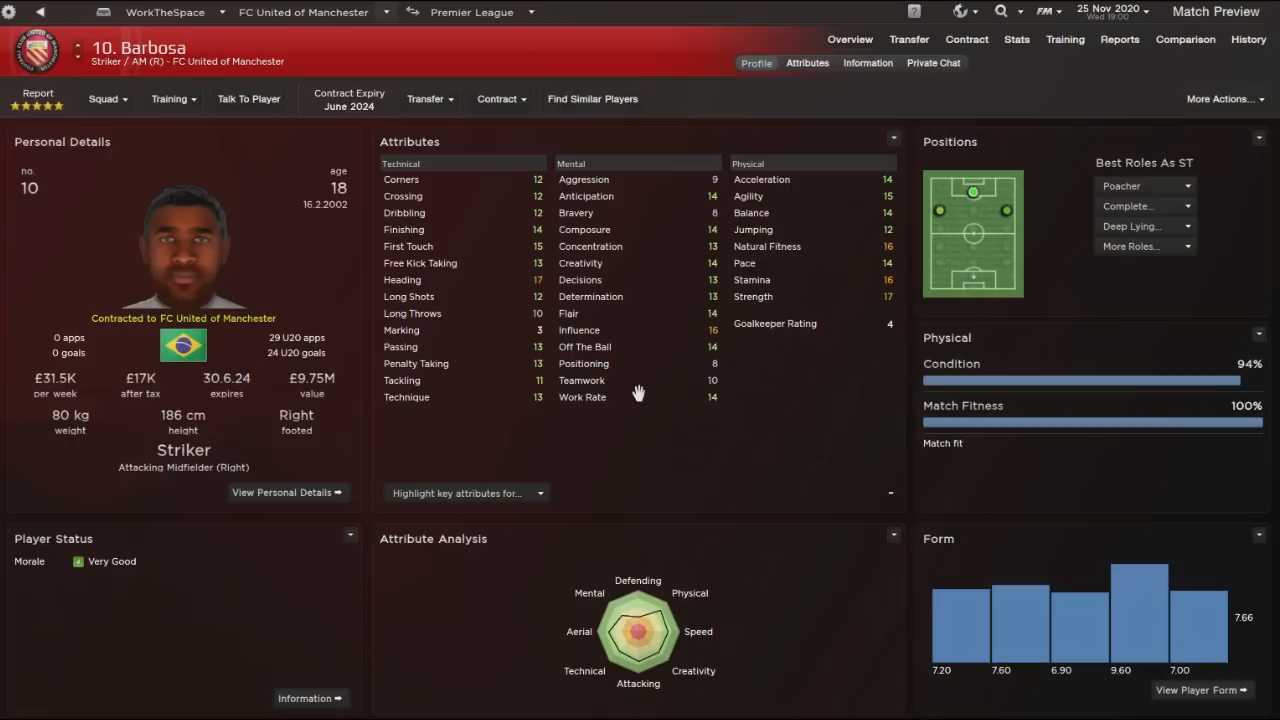 WorkTheSpace
FC United of Manchester
Premier League
?
FM
25 Nov 2020
Wed 19:00
Match Preview
10. Barbosa
Striker / AM (R) - FC United of Manchester
Overview Transfer Contract Stats Training Reports Comparison History
Profile Attributes Information Private Chat
Report
Squad
Training
Talk To Player
Contract Expiry
June 2024
Transfer
Contract
Find Similar Players
More Actions...
Personal Details
no.
10
age
18
16.2.2002
Contracted to FC United of Manchester
0 apps
0 goals
29 U20 apps
24 U20 goals
£31.5K per week
£17K after tax
30.6.24 expires
£9.75M value
80 kg weight
186 cm height
Right footed
Striker
Attacking Midfielder (Right)
View Personal Details
Attributes
Technical
Corners 12
Crossing 12
Dribbling 12
Finishing 14
First Touch 15
Free Kick Taking 13
Heading 17
Long Shots 12
Long Throws 10
Marking 3
Passing 13
Penalty Taking 13
Tackling 11
Technique 13
Mental
Aggression 9
Anticipation 14
Bravery 8
Composure 14
Concentration 13
Creativity 14
Decisions 13
Determination 13
Flair 14
Influence 16
Off The Ball 14
Positioning 8
Teamwork 10
Work Rate 14
Physical
Acceleration 14
Agility 15
Balance 14
Jumping 12
Natural Fitness 16
Pace 14
Stamina 16
Strength 17
Goalkeeper Rating 4
Highlight key attributes for...
-
Positions
Best Roles As ST
Poacher
Complete...
Deep Lying...
More Roles...
Physical
Condition 94%
Match Fitness 100%
Match fit
Player Status
Morale Very Good
Information
Attribute Analysis
Defending
Mental Physical
Aerial Speed
Technical Creativity
Attacking
Form
7.66
7.20 7.60 6.90 9.60 7.00
View Player Form